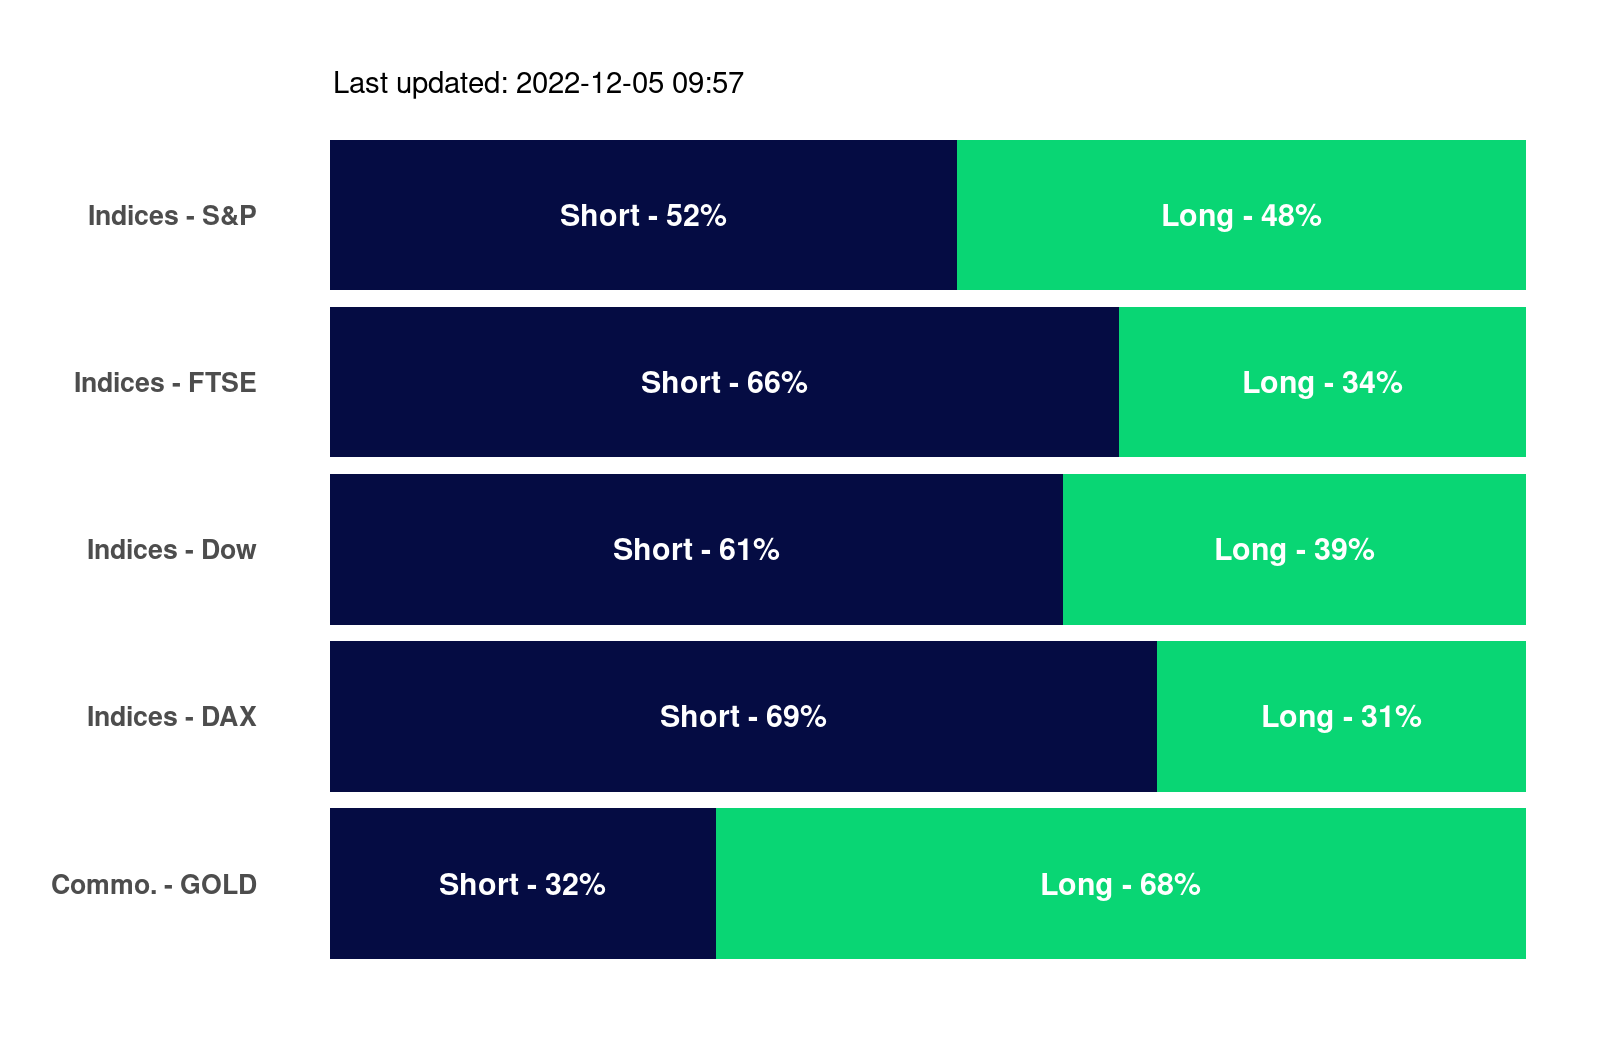 Last updated: 2022-12-05 09:57
Indices - S&P Short - 52% Long - 48%
Indices - FTSE Short - 66% Long - 34%
Indices - Dow Short - 61% Long - 39%
Indices - DAX Short - 69% Long - 31%
Commo. - GOLD Short - 32% Long - 68%